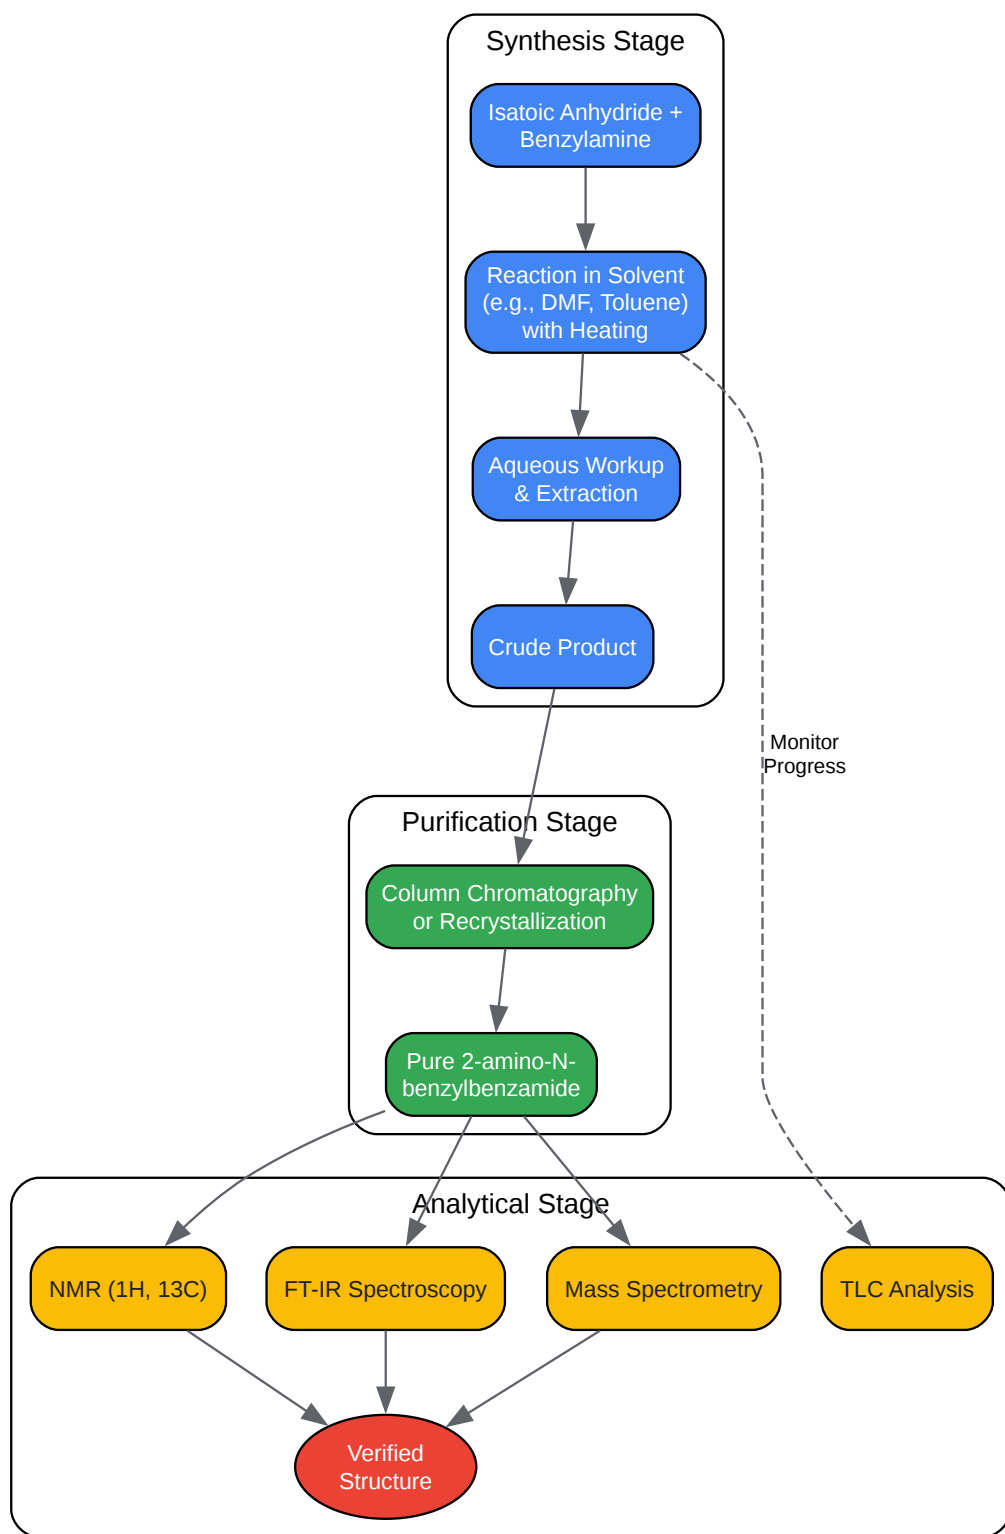 Synthesis Stage
Isatoic Anhydride +
Benzylamine
Reaction in Solvent
(e.g., DMF, Toluene)
with Heating
Aqueous Workup
& Extraction
Crude Product
Monitor
Progress
Purification Stage
Column Chromatography
or Recrystallization
Pure 2-amino-N-
benzylbenzamide
Analytical Stage
NMR (1H, 13C)
FT-IR Spectroscopy
Mass Spectrometry
TLC Analysis
Verified
Structure